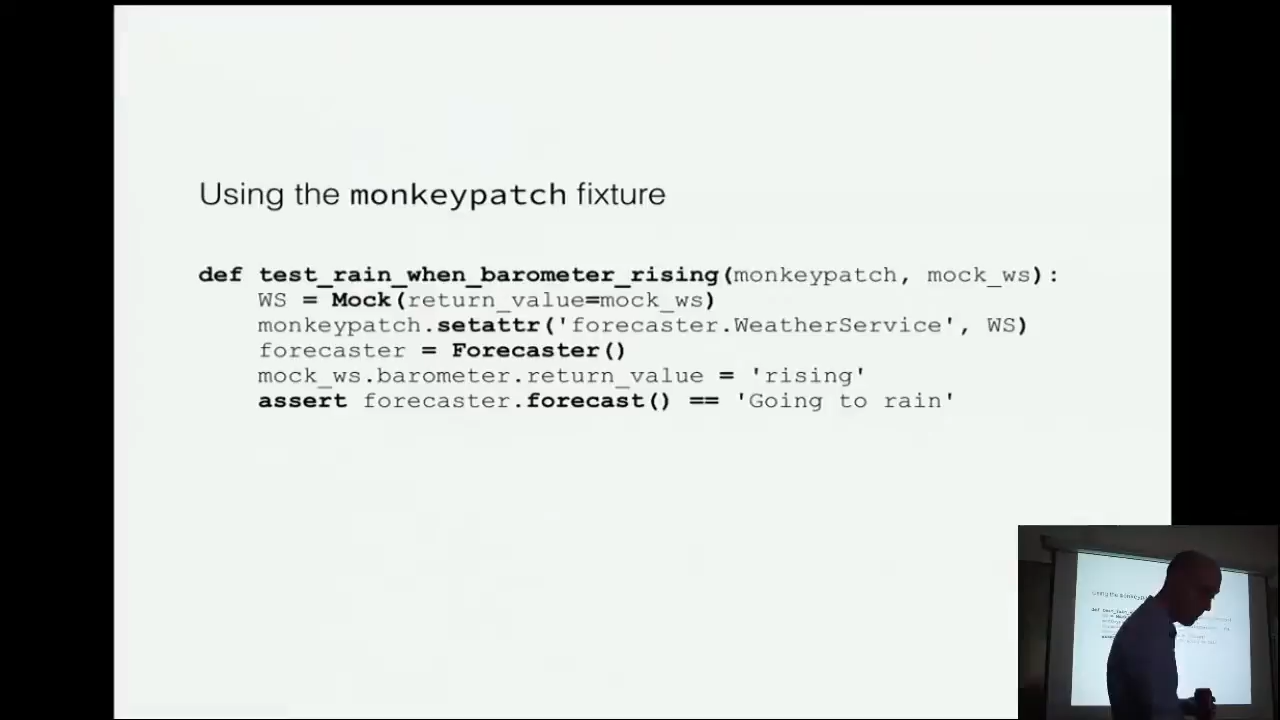 Using the monkeypatch fixture
def test_rain_when_barometer_rising(monkeypatch, mock_ws):
    WS = Mock(return_value=mock_ws)
    monkeypatch.setattr('forecaster.WeatherService', WS)
    forecaster = Forecaster()
    mock_ws.barometer.return_value = 'rising'
    assert forecaster.forecast() == 'Going to rain'